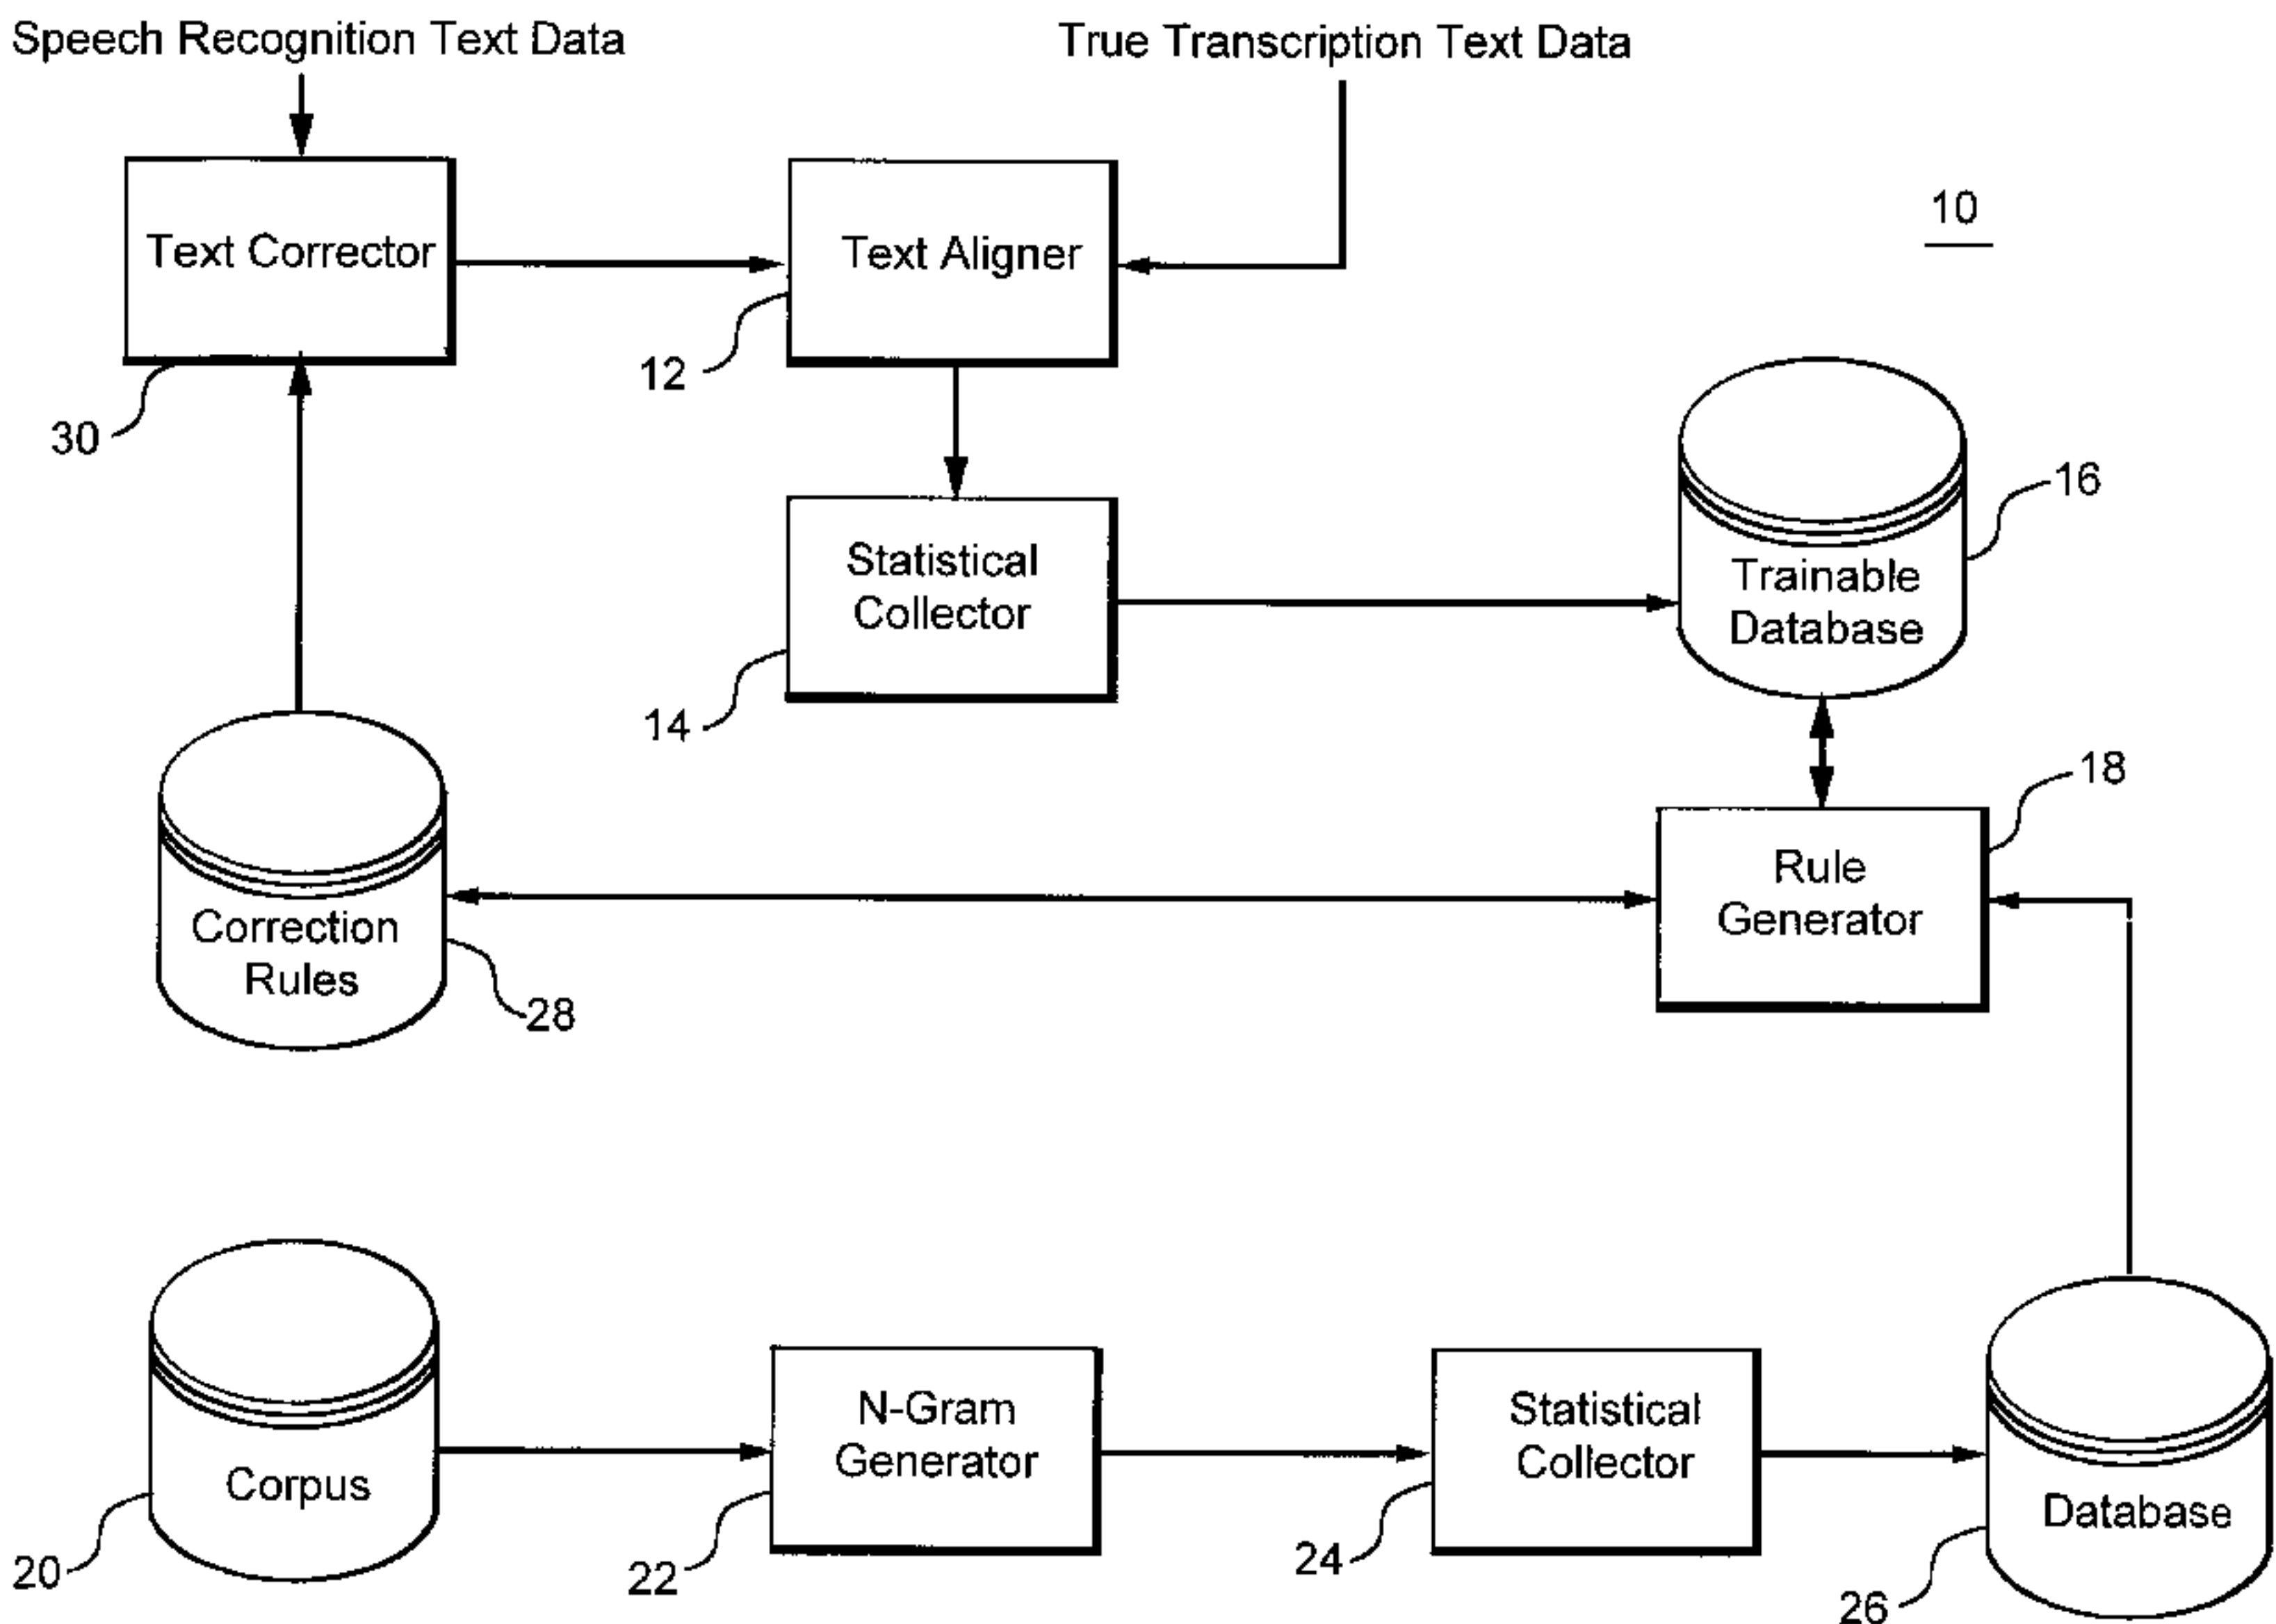 Speech Recognition Text Data
True Transcription Text Data
10
Text Corrector
Text Aligner
12
30
16
Statistical
Collector
Trainable
Database
14
18
Rule
Generator
Correction
Rules
28
N-Gram
Generator
Statistical
Collector
Corpus
Database
20
22
24
26